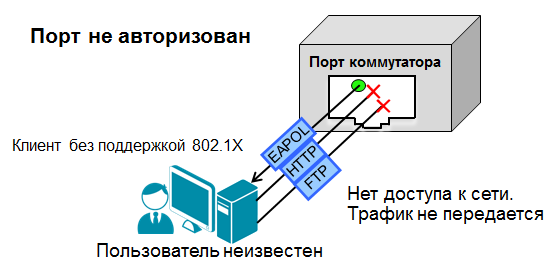 Порт не авторизован
Порт коммутатора
Клиент без поддержкой 802.1X
EAPOL
HTTP
FTP
Нет доступа к сети.
Трафик не передается
Пользователь неизвестен